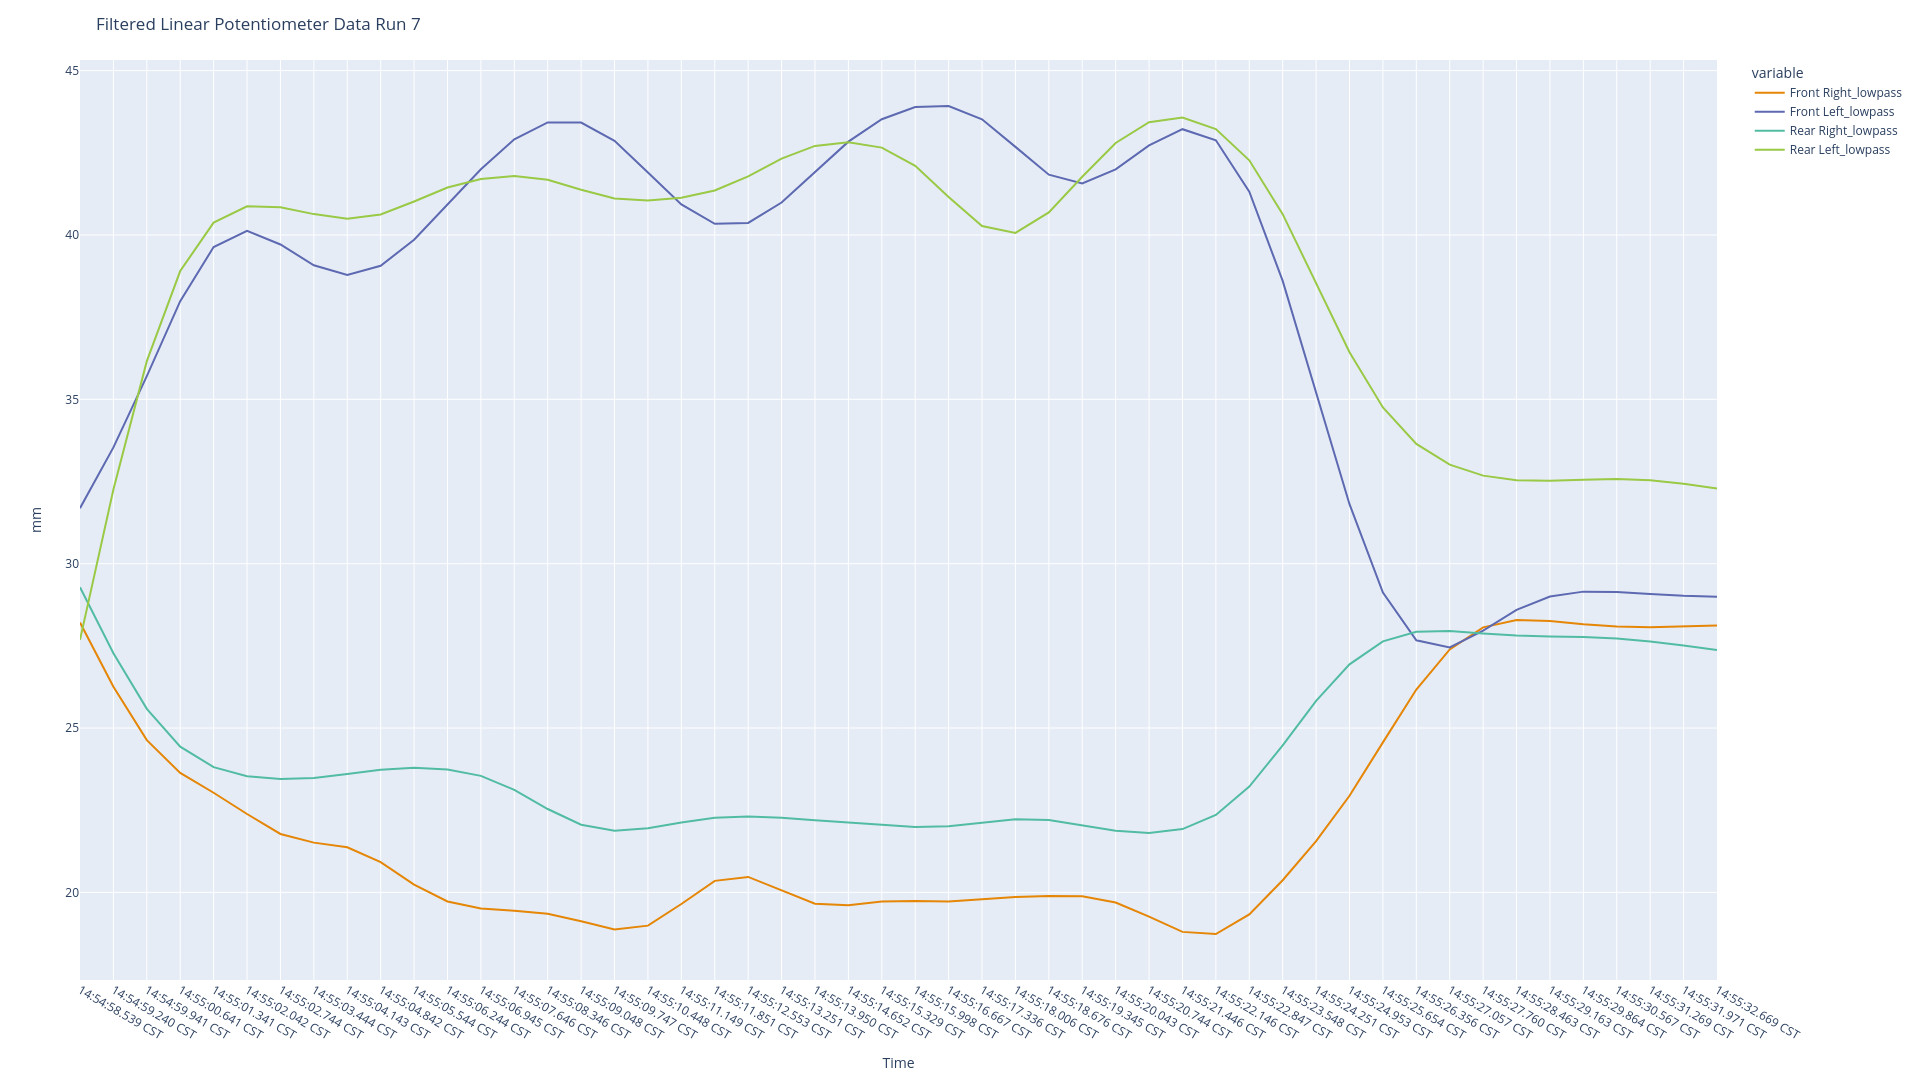 Filtered Linear Potentiometer Data Run 7
variable
Front Right_lowpass
Front Left_lowpass
Rear Right_lowpass
Rear Left_lowpass
45
40
35
30
25
20
mm
14:54:58.539 CST
14:54:59.240 CST
14:54:59.941 CST
14:55:00.641 CST
14:55:01.341 CST
14:55:02.042 CST
14:55:02.744 CST
14:55:03.444 CST
14:55:04.143 CST
14:55:04.842 CST
14:55:05.544 CST
14:55:06.244 CST
14:55:06.945 CST
14:55:07.646 CST
14:55:08.346 CST
14:55:09.048 CST
14:55:09.747 CST
14:55:10.448 CST
14:55:11.149 CST
14:55:11.851 CST
14:55:12.553 CST
14:55:13.251 CST
14:55:13.950 CST
14:55:14.652 CST
14:55:15.329 CST
14:55:15.998 CST
14:55:16.667 CST
14:55:17.336 CST
14:55:18.006 CST
14:55:18.676 CST
14:55:19.345 CST
14:55:20.043 CST
14:55:20.744 CST
14:55:21.446 CST
14:55:22.146 CST
14:55:22.847 CST
14:55:23.548 CST
14:55:24.251 CST
14:55:24.953 CST
14:55:25.654 CST
14:55:26.356 CST
14:55:27.057 CST
14:55:27.760 CST
14:55:28.463 CST
14:55:29.163 CST
14:55:29.864 CST
14:55:30.567 CST
14:55:31.269 CST
14:55:31.971 CST
14:55:32.669 CST
Time